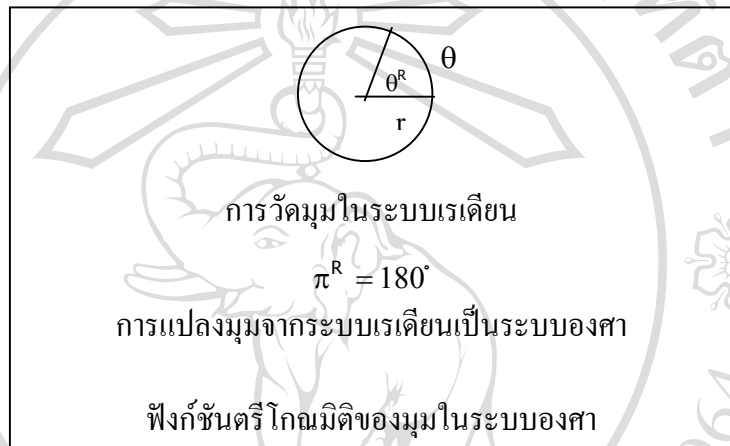 θ
θᴿ
r
การวัดมุมในระบบเรเดียน
πᴿ = 180°
การแปลงมุมจากระบบเรเดียนเป็นระบบองศา
ฟังก์ชันตรีโกณมิติของมุมในระบบองศา